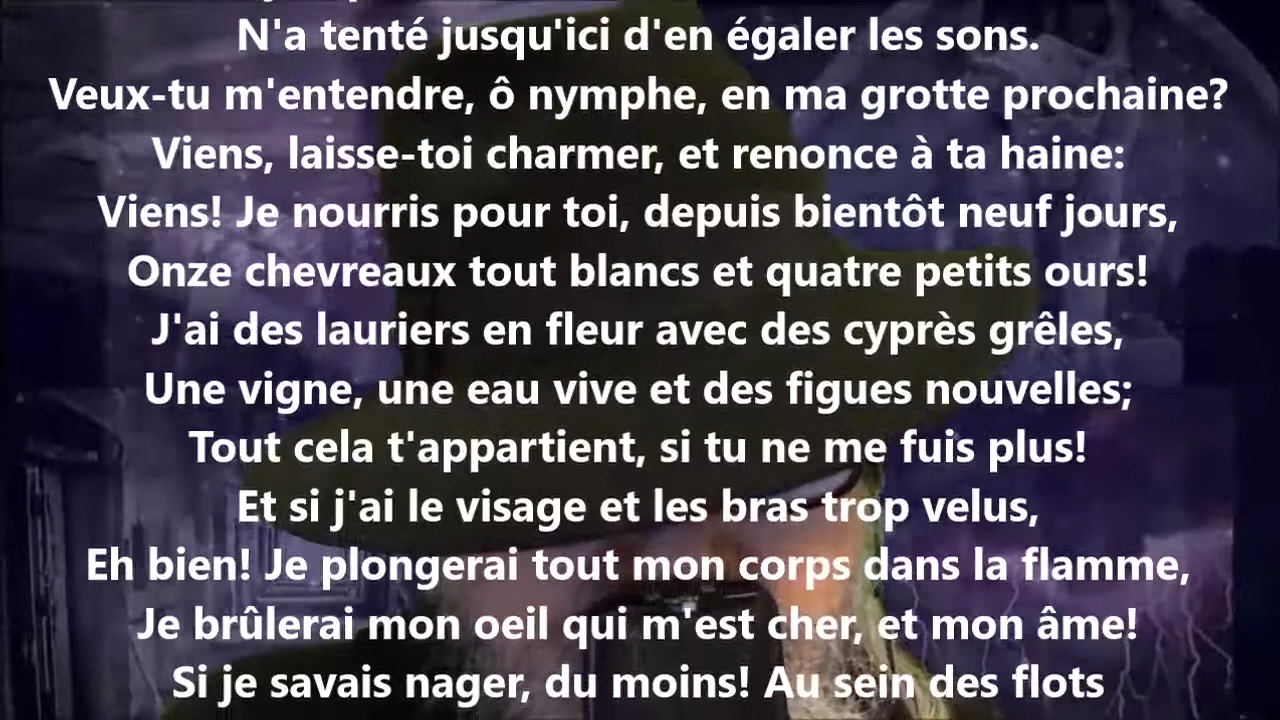 N'a tenté jusqu'ici d'en égaler les sons.
Veux-tu m'entendre, ô nymphe, en ma grotte prochaine?
Viens, laisse-toi charmer, et renonce à ta haine:
Viens! Je nourris pour toi, depuis bientôt neuf jours,
Onze chevreaux tout blancs et quatre petits ours!
J'ai des lauriers en fleur avec des cyprès grêles,
Une vigne, une eau vive et des figues nouvelles;
Tout cela t'appartient, si tu ne me fuis plus!
Et si j'ai le visage et les bras trop velus,
Eh bien! Je plongerai tout mon corps dans la flamme,
Je brûlerai mon oeil qui m'est cher, et mon âme!
Si je savais nager, du moins! Au sein des flots